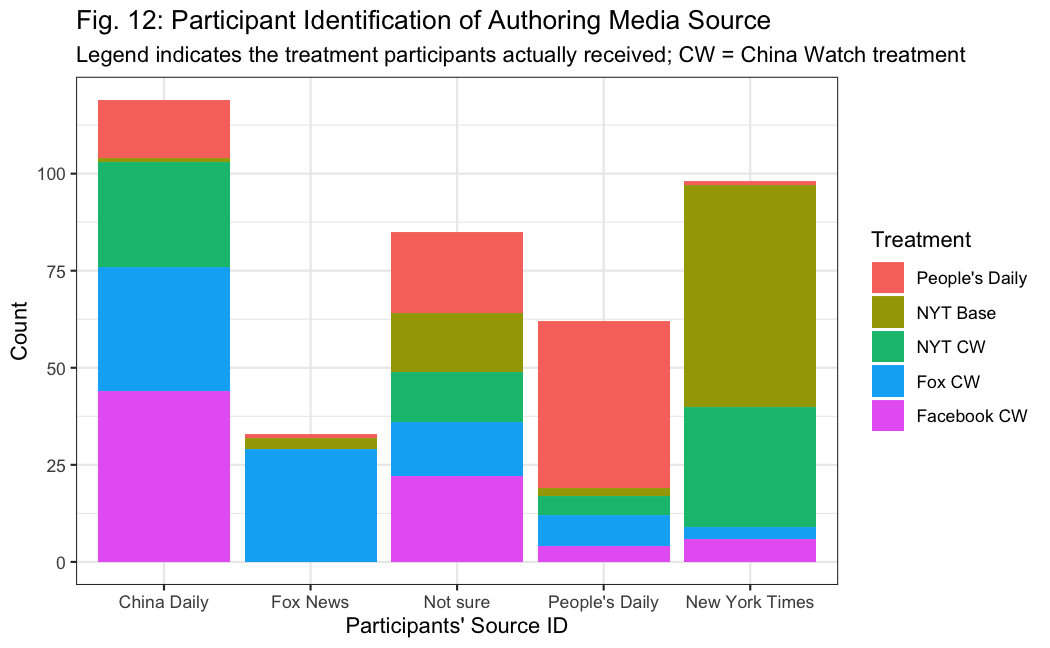 Fig. 12: Participant Identification of Authoring Media Source
Legend indicates the treatment participants actually received; CW = China Watch treatment
Count
100
75
50
25
0
China Daily
Fox News
Not sure
People's Daily
New York Times
Participants' Source ID
Treatment
People's Daily
NYT Base
NYT CW
Fox CW
Facebook CW